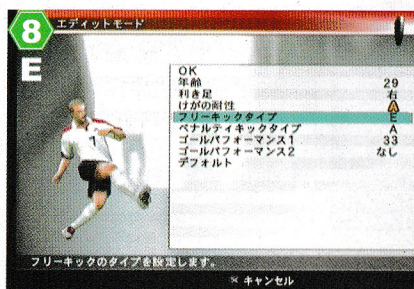 8
エディットモード
E
OK
年齢 29
利き足 右
けがの耐性 A
フリーキックタイプ E
ペナルティキックタイプ A
ゴールパフォーマンス1 33
ゴールパフォーマンス2 なし
デフォルト
7
フリーキックのタイプを設定します。
× キャンセル